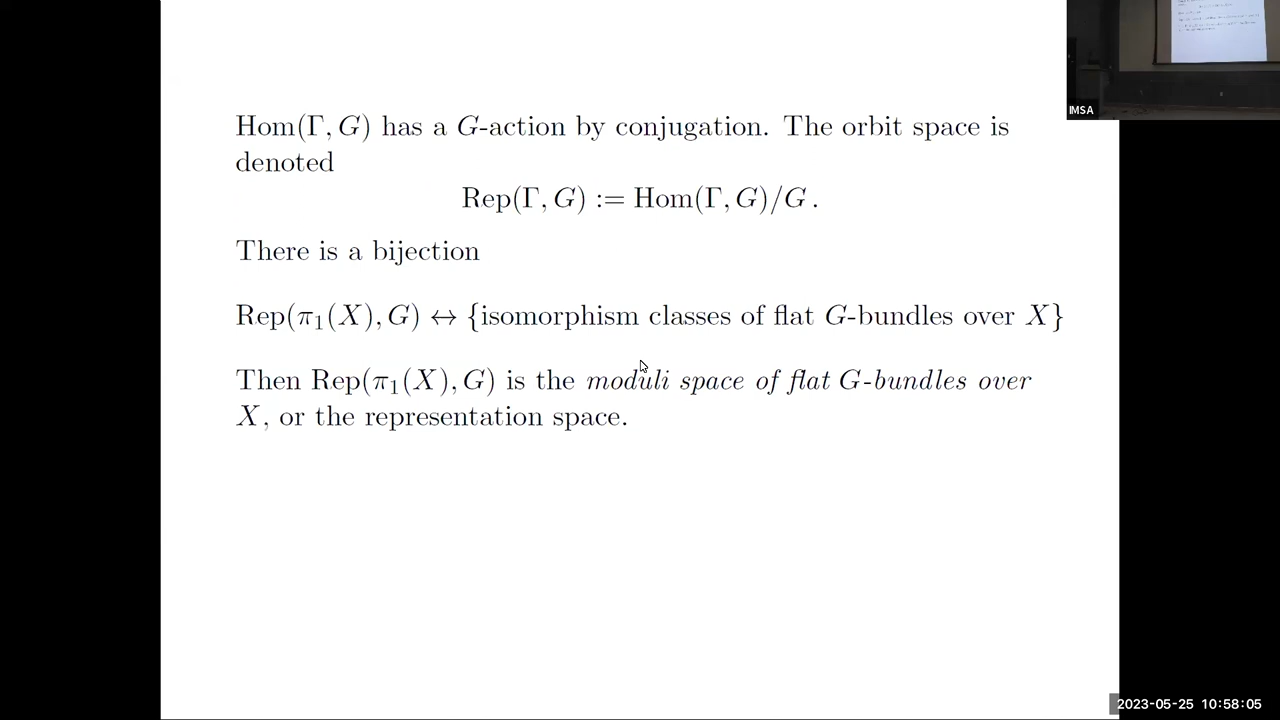 Hom(Γ, G) has a G-action by conjugation. The orbit space is
denoted
Rep(Γ, G) := Hom(Γ, G)/G .
There is a bijection
Rep(π₁(X), G) ↔ {isomorphism classes of flat G-bundles over X}
Then Rep(π₁(X), G) is the moduli space of flat G-bundles over
X, or the representation space.
IMSA
2023-05-25 10:58:05